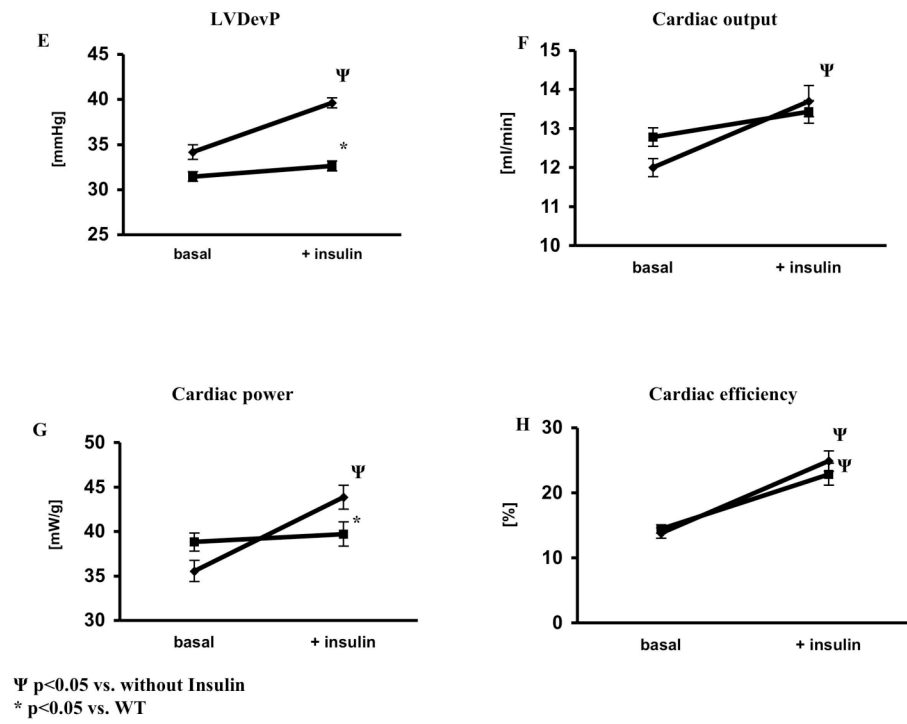 LVDevP
E
45
40
35
30
25
[mmHg]
Ψ
*
basal
+ insulin
Cardiac output
F
15
14
13
12
11
10
[ml/min]
Ψ
basal
+ insulin
Cardiac power
G
50
45
40
35
30
[mW/g]
Ψ
*
basal
+ insulin
Cardiac efficiency
H
30
20
10
0
[%]
Ψ
Ψ
basal
+ insulin
Ψ p<0.05 vs. without Insulin
* p<0.05 vs. WT